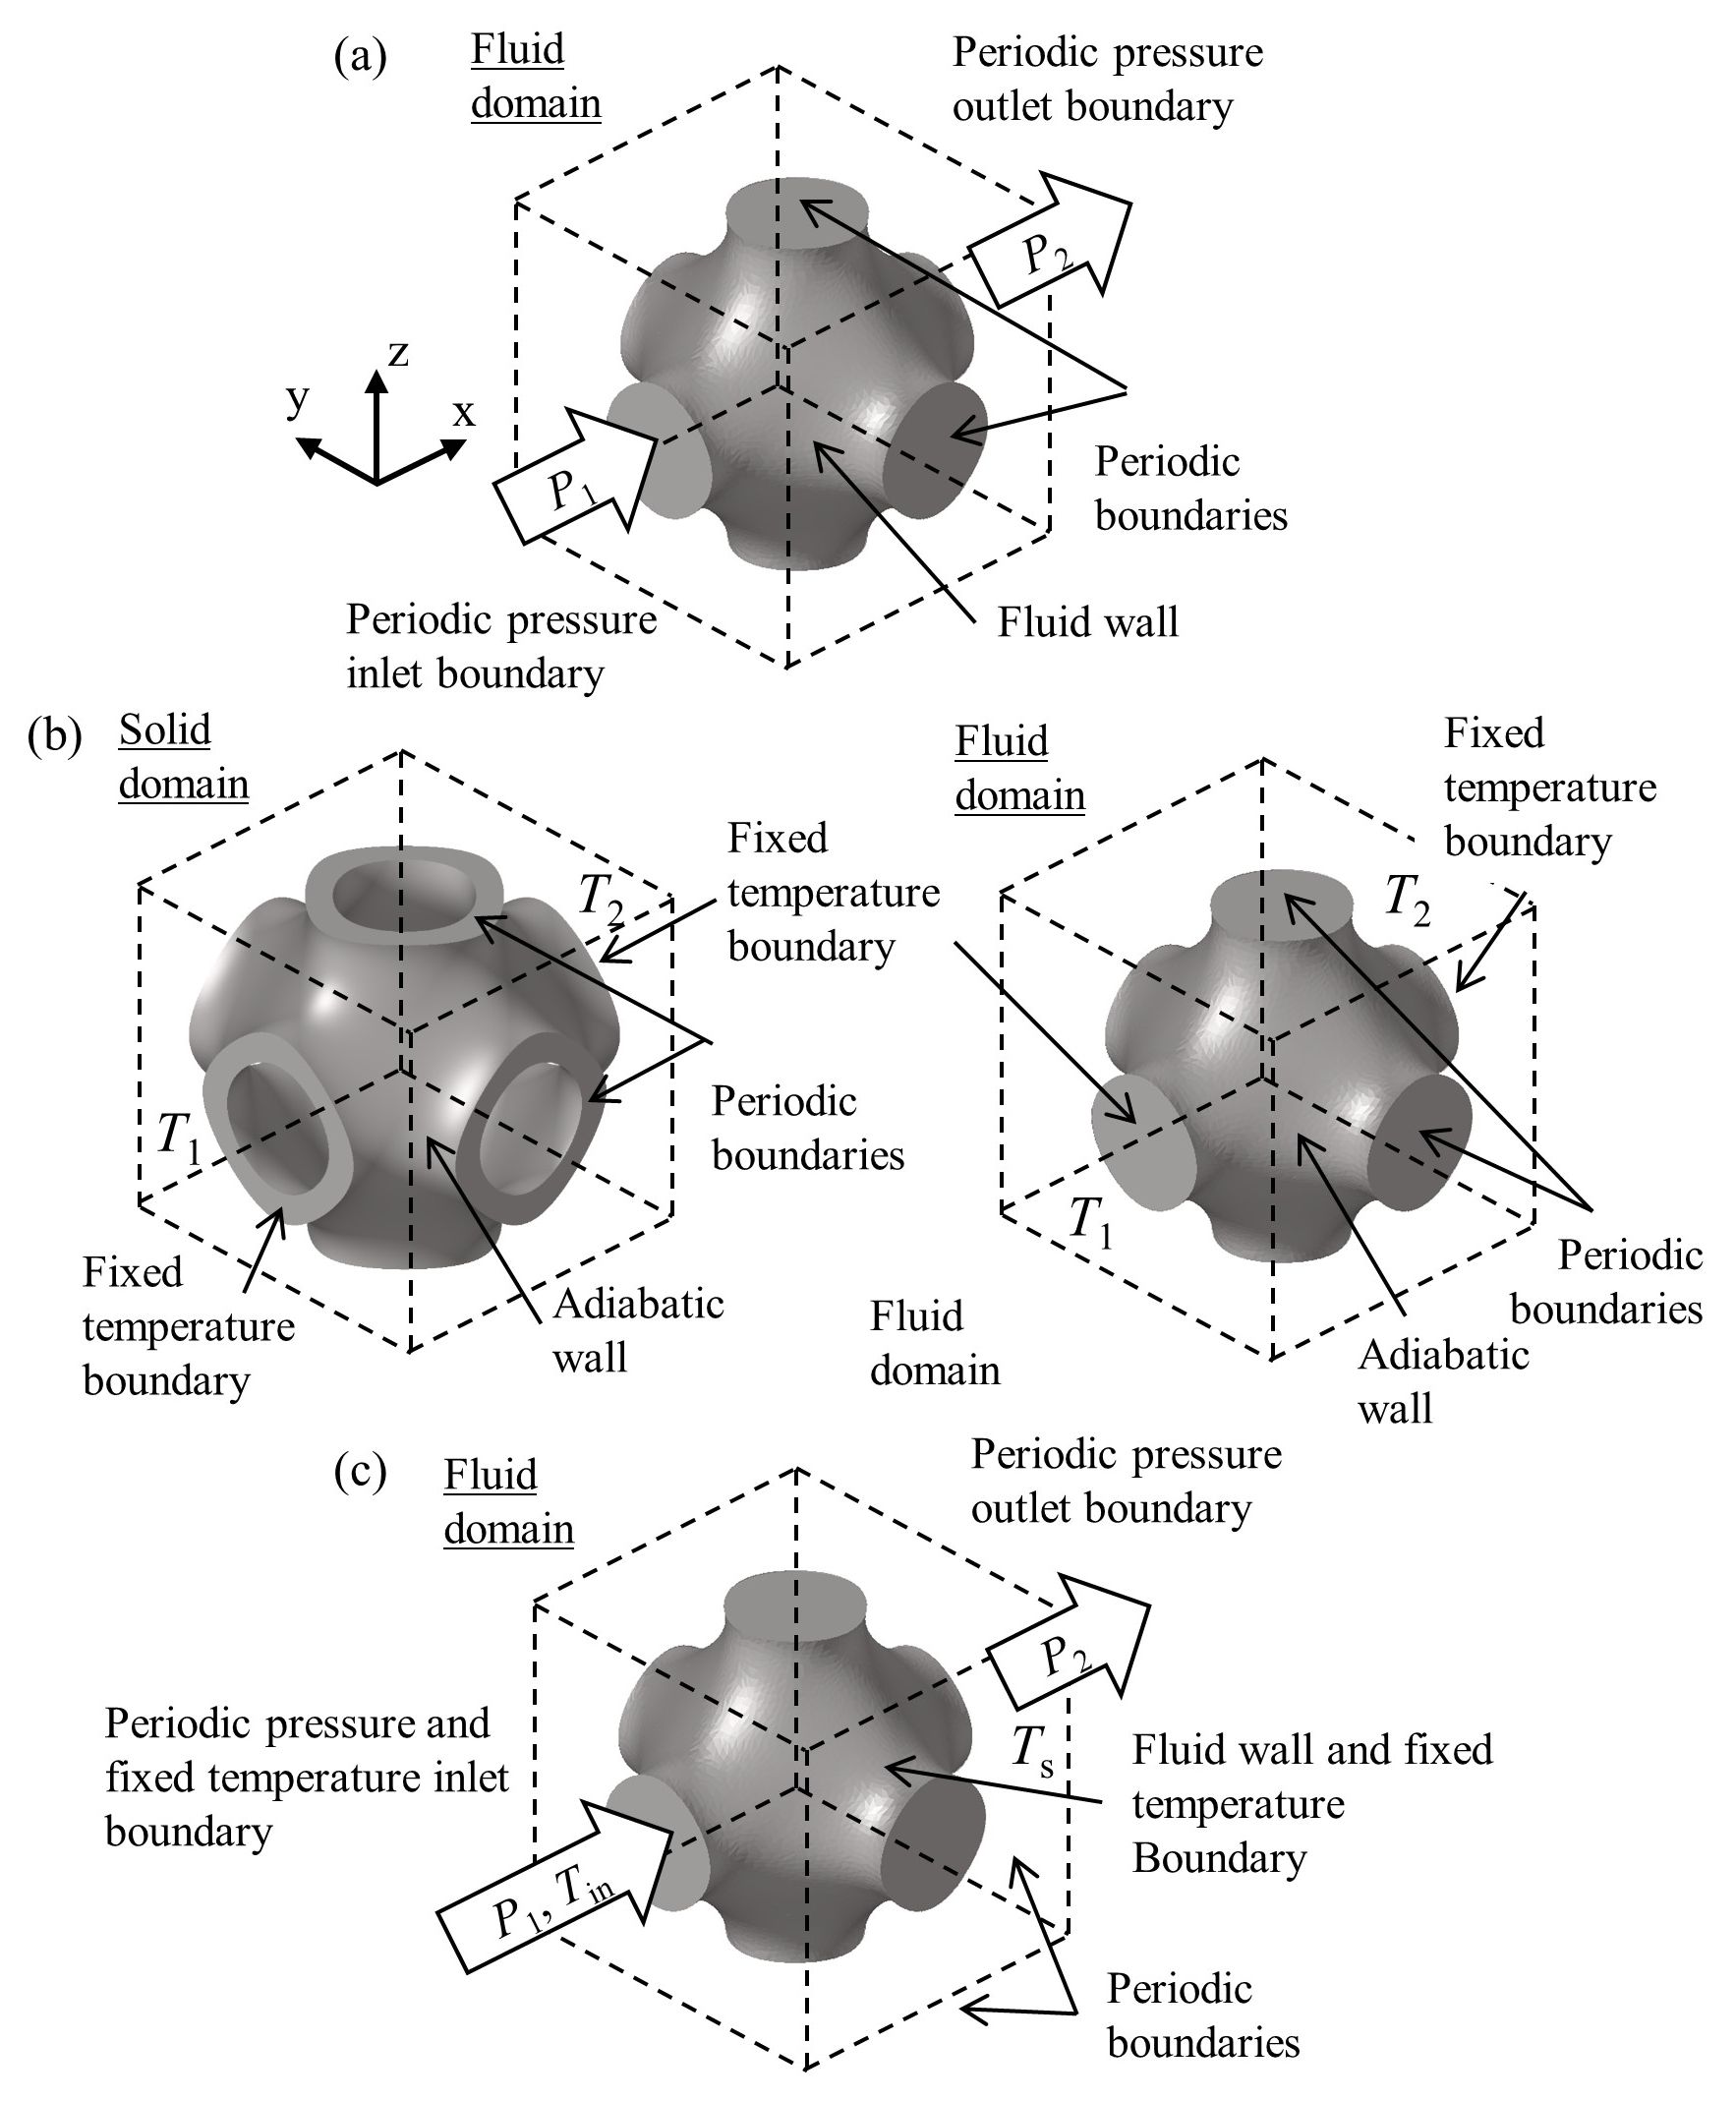 (a)
Fluid
domain
Periodic pressure
outlet boundary
P2
z
y
x
P1
Periodic
boundaries
Periodic pressure
inlet boundary
Fluid wall
(b)
Solid
domain
Fixed
temperature
boundary
T2
T1
Periodic
boundaries
Fixed
temperature
boundary
Adiabatic
wall
Fluid
domain
Fixed
temperature
boundary
T2
T1
Periodic
boundaries
Fluid
domain
Adiabatic
wall
(c)
Fluid
domain
Periodic pressure
outlet boundary
P2
Periodic pressure and
fixed temperature inlet
boundary
Ts
Fluid wall and fixed
temperature
Boundary
P1, Tin
Periodic
boundaries